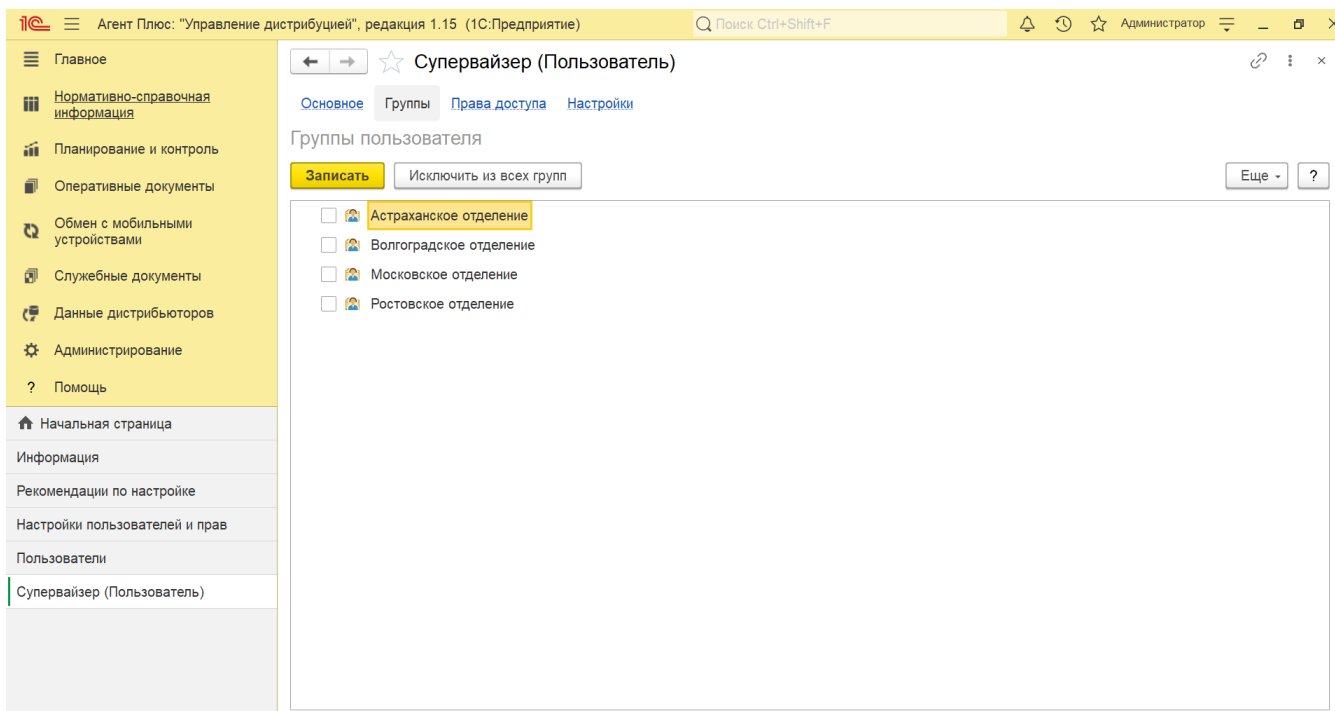 1С Агент Плюс: "Управление дистрибуцией", редакция 1.15 (1С:Предприятие) Поиск Ctrl+Shift+F Администратор
Главное
Нормативно-справочная
информация
Планирование и контроль
Оперативные документы
Обмен с мобильными
устройствами
Служебные документы
Данные дистрибьюторов
Администрирование
? Помощь
Начальная страница
Информация
Рекомендации по настройке
Настройки пользователей и прав
Пользователи
Супервайзер (Пользователь)
Супервайзер (Пользователь)
Основное Группы Права доступа Настройки
Группы пользователя
Записать Исключить из всех групп Еще ?
Астраханское отделение
Волгоградское отделение
Московское отделение
Ростовское отделение